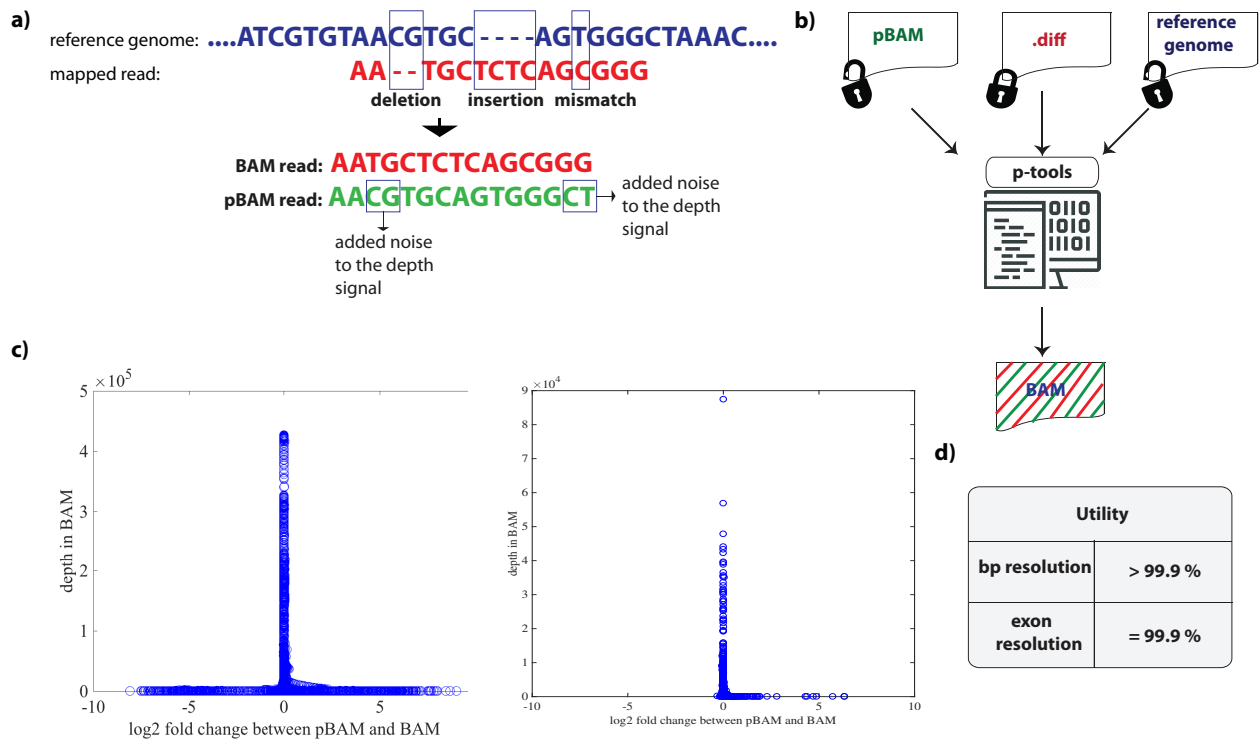 a)
reference genome: ....ATCGTGTAACGTGC----AGTGGGCTAAAC....
mapped read: AA--TGCTCTCAGCGGG
deletion insertion mismatch
BAM read: AATGCTCTCAGCGGG
pBAM read: AACGTGCAGTGGGCT
added noise
to the depth
signal
added noise
to the depth
signal
b)
pBAM
.diff
reference
genome
p-tools
0110
1010
11101
BAM
c)
×10^5
5
4
3
2
1
0
depth in BAM
-10 -5 0 5
log2 fold change between pBAM and BAM
×10^4
9
8
7
6
5
4
3
2
1
0
depth in BAM
-10 -5 0 5 10
log2 fold change between pBAM and BAM
d)
Utility
bp resolution > 99.9 %
exon
resolution = 99.9 %